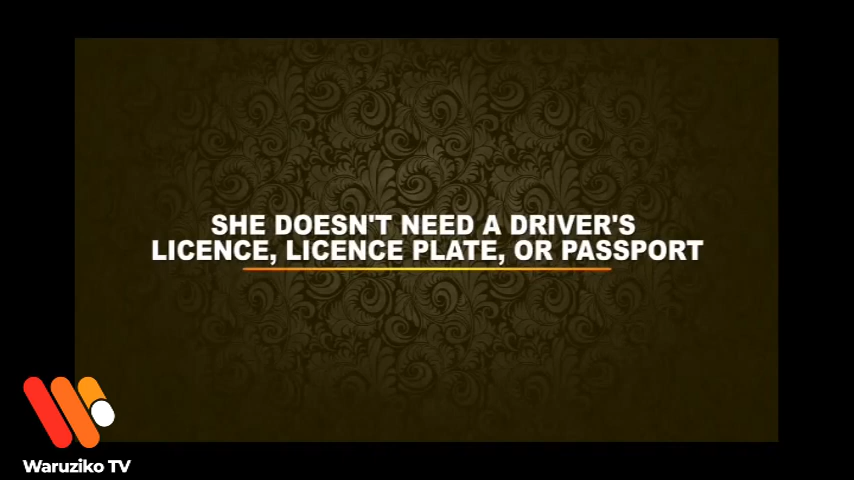 SHE DOESN'T NEED A DRIVER'S
LICENCE, LICENCE PLATE, OR PASSPORT
Waruziko TV